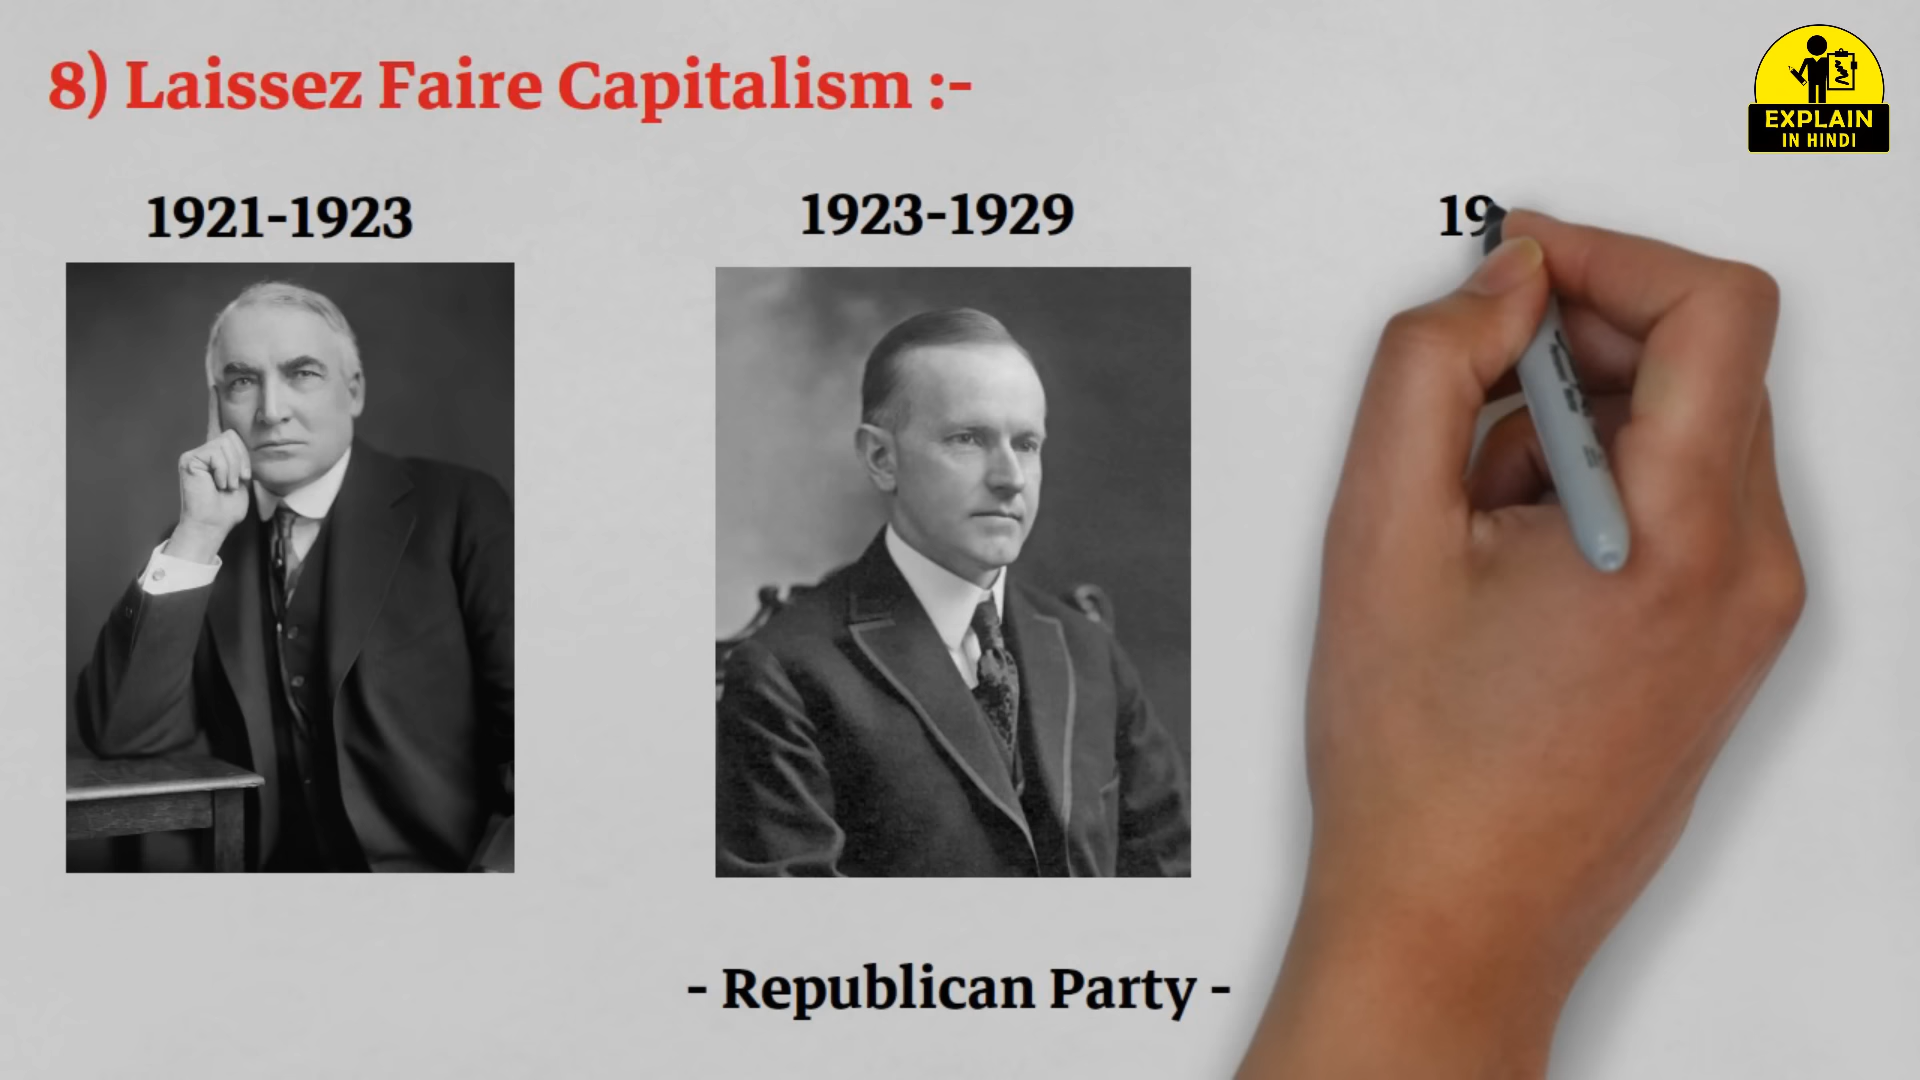 8) Laissez Faire Capitalism :-
EXPLAIN
IN HINDI
1921-1923
1923-1929
19
- Republican Party -